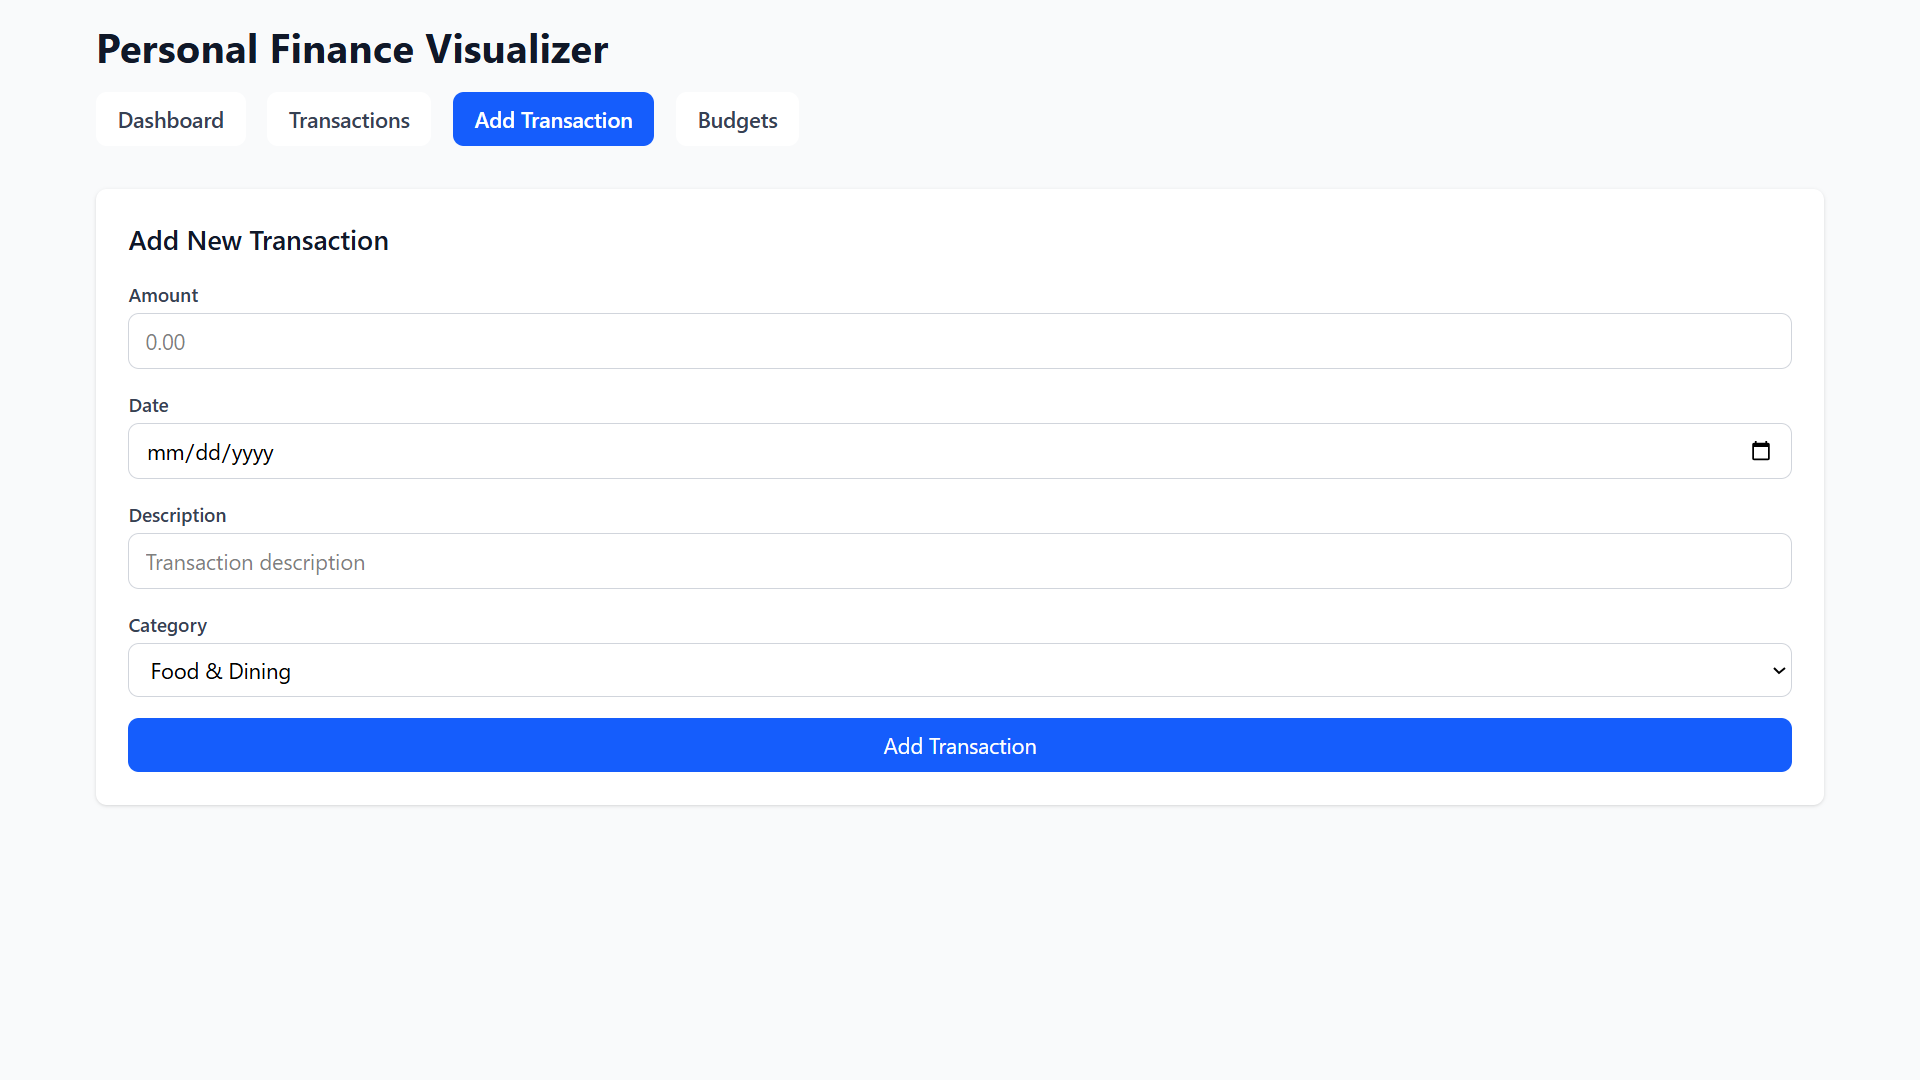 Personal Finance Visualizer
Dashboard Transactions Add Transaction Budgets
Add New Transaction
Amount
0.00
Date
mm/dd/yyyy
Description
Transaction description
Category
Food & Dining
Add Transaction